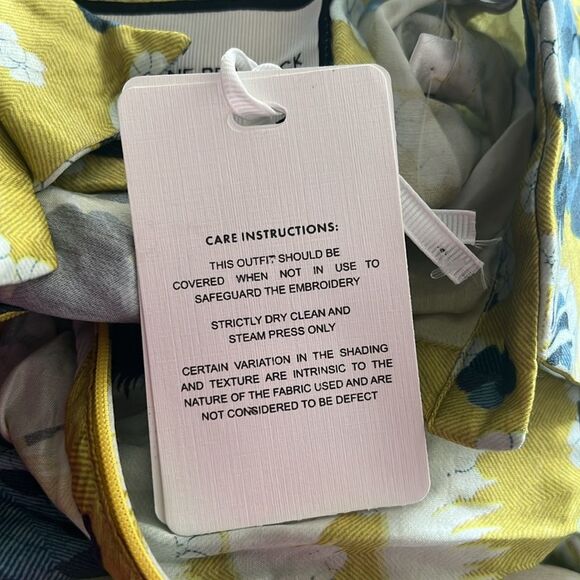 CARE INSTRUCTIONS:
THIS OUTFIT SHOULD BE
COVERED WHEN NOT IN USE TO
SAFEGUARD THE EMBROIDERY
STRICTLY DRY CLEAN AND
STEAM PRESS ONLY
CERTAIN VARIATION IN THE SHADING
AND TEXTURE ARE INTRINSIC TO THE
NATURE OF THE FABRIC USED AND ARE
NOT CONSIDERED TO BE DEFECT